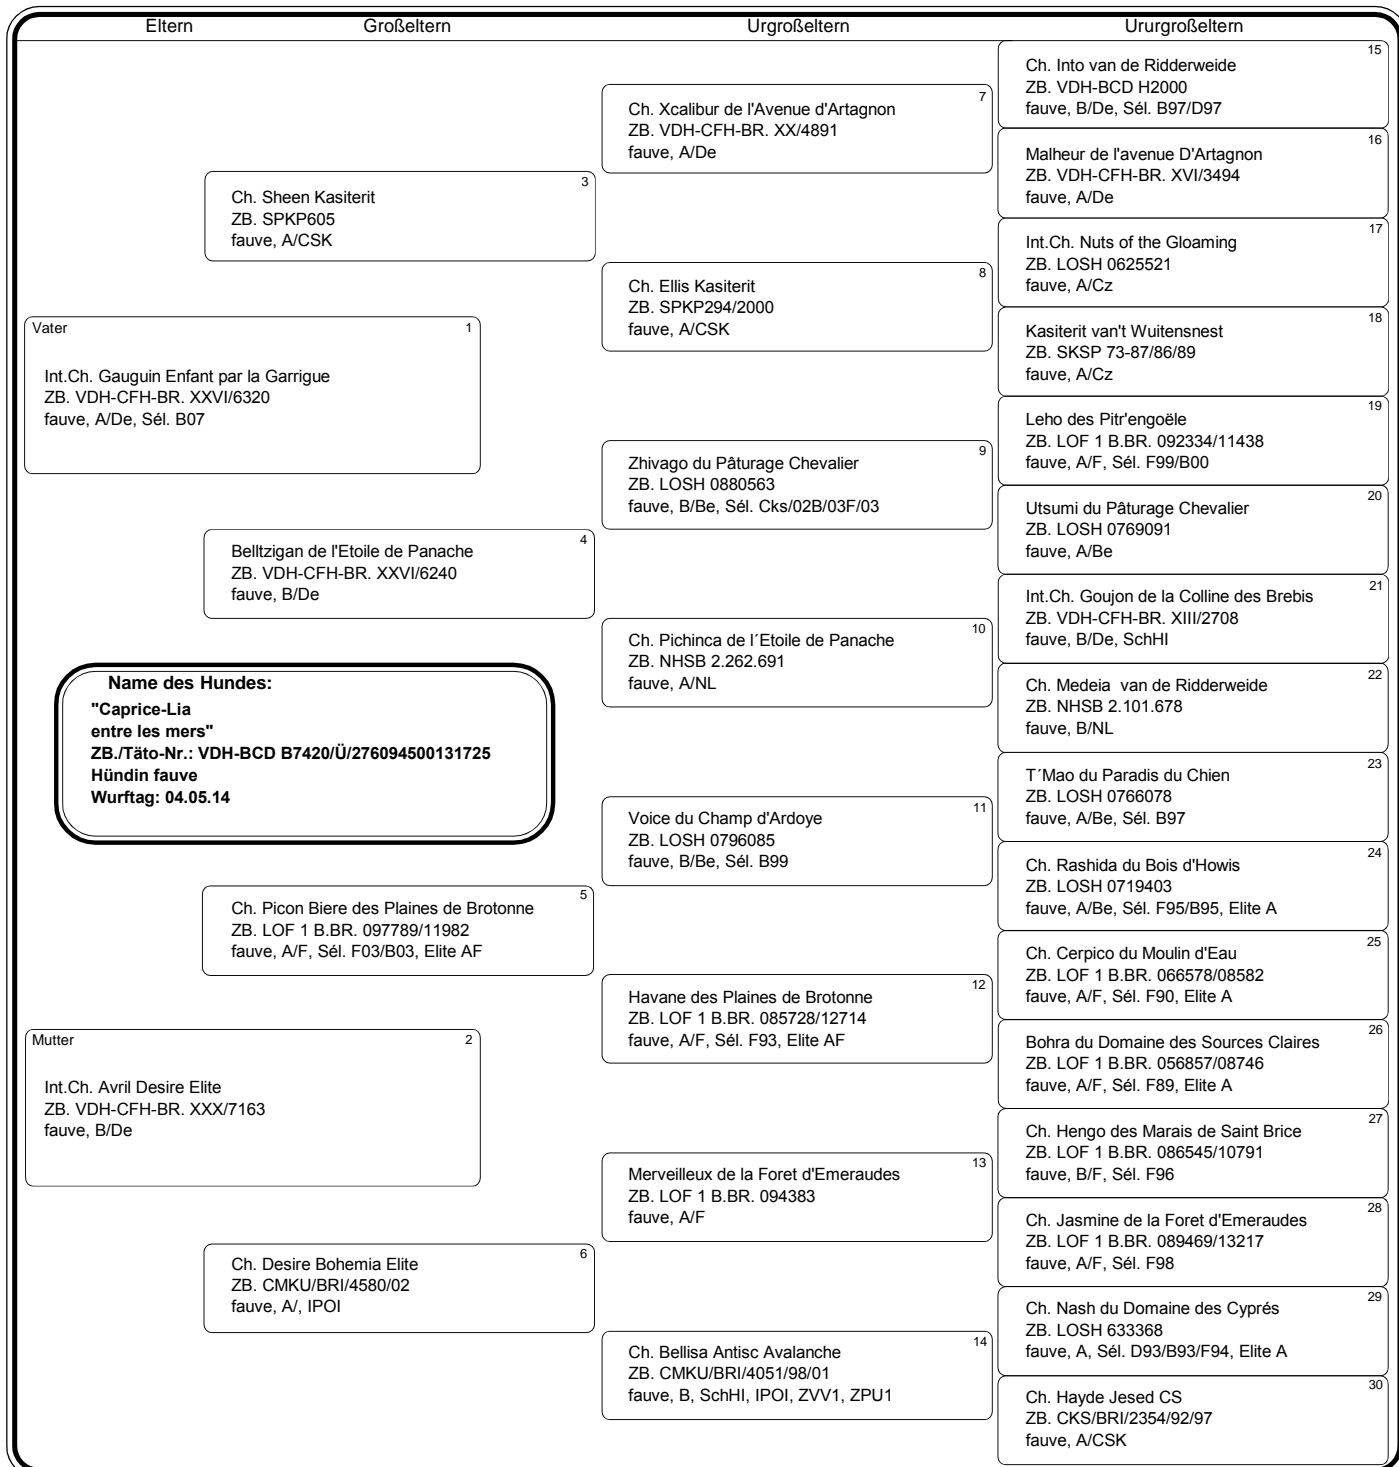 Eltern Großeltern Urgroßeltern Ururgroßeltern
Vater 1
Int.Ch. Gauguin Enfant par la Garrigue
ZB. VDH-CFH-BR. XXVI/6320
fauve, A/De, Sél. B07
Mutter 2
Int.Ch. Avril Desire Elite
ZB. VDH-CFH-BR. XXX/7163
fauve, B/De
Name des Hundes:
"Caprice-Lia
entre les mers"
ZB./Täto-Nr.: VDH-BCD B7420/Ü/276094500131725
Hündin fauve
Wurftag: 04.05.14
3
Ch. Sheen Kasiterit
ZB. SPKP605
fauve, A/CSK
4
Belltzigan de l'Etoile de Panache
ZB. VDH-CFH-BR. XXVI/6240
fauve, B/De
5
Ch. Picon Biere des Plaines de Brotonne
ZB. LOF 1 B.BR. 097789/11982
fauve, A/F, Sél. F03/B03, Elite AF
6
Ch. Desire Bohemia Elite
ZB. CMKU/BRI/4580/02
fauve, A/, IPOI
7
Ch. Xcalibur de l'Avenue d'Artagnon
ZB. VDH-CFH-BR. XX/4891
fauve, A/De
8
Ch. Ellis Kasiterit
ZB. SPKP294/2000
fauve, A/CSK
9
Zhivago du Pâturage Chevalier
ZB. LOSH 0880563
fauve, B/Be, Sél. Cks/02B/03F/03
10
Ch. Pichinca de l´Etoile de Panache
ZB. NHSB 2.262.691
fauve, A/NL
11
Voice du Champ d'Ardoye
ZB. LOSH 0796085
fauve, B/Be, Sél. B99
12
Havane des Plaines de Brotonne
ZB. LOF 1 B.BR. 085728/12714
fauve, A/F, Sél. F93, Elite AF
13
Merveilleux de la Foret d'Emeraudes
ZB. LOF 1 B.BR. 094383
fauve, A/F
14
Ch. Bellisa Antisc Avalanche
ZB. CMKU/BRI/4051/98/01
fauve, B, SchHI, IPOI, ZVV1, ZPU1
15
Ch. Into van de Ridderweide
ZB. VDH-BCD H2000
fauve, B/De, Sél. B97/D97
16
Malheur de l'avenue D'Artagnon
ZB. VDH-CFH-BR. XVI/3494
fauve, A/De
17
Int.Ch. Nuts of the Gloaming
ZB. LOSH 0625521
fauve, A/Cz
18
Kasiterit van't Wuitensnest
ZB. SKSP 73-87/86/89
fauve, A/Cz
19
Leho des Pitr'engoële
ZB. LOF 1 B.BR. 092334/11438
fauve, A/F, Sél. F99/B00
20
Utsumi du Pâturage Chevalier
ZB. LOSH 0769091
fauve, A/Be
21
Int.Ch. Goujon de la Colline des Brebis
ZB. VDH-CFH-BR. XIII/2708
fauve, B/De, SchHI
22
Ch. Medeia van de Ridderweide
ZB. NHSB 2.101.678
fauve, B/NL
23
T´Mao du Paradis du Chien
ZB. LOSH 0766078
fauve, A/Be, Sél. B97
24
Ch. Rashida du Bois d'Howis
ZB. LOSH 0719403
fauve, A/Be, Sél. F95/B95, Elite A
25
Ch. Cerpico du Moulin d'Eau
ZB. LOF 1 B.BR. 066578/08582
fauve, A/F, Sél. F90, Elite A
26
Bohra du Domaine des Sources Claires
ZB. LOF 1 B.BR. 056857/08746
fauve, A/F, Sél. F89, Elite A
27
Ch. Hengo des Marais de Saint Brice
ZB. LOF 1 B.BR. 086545/10791
fauve, B/F, Sél. F96
28
Ch. Jasmine de la Foret d'Emeraudes
ZB. LOF 1 B.BR. 089469/13217
fauve, A/F, Sél. F98
29
Ch. Nash du Domaine des Cyprés
ZB. LOSH 633368
fauve, A, Sél. D93/B93/F94, Elite A
30
Ch. Hayde Jesed CS
ZB. CKS/BRI/2354/92/97
fauve, A/CSK